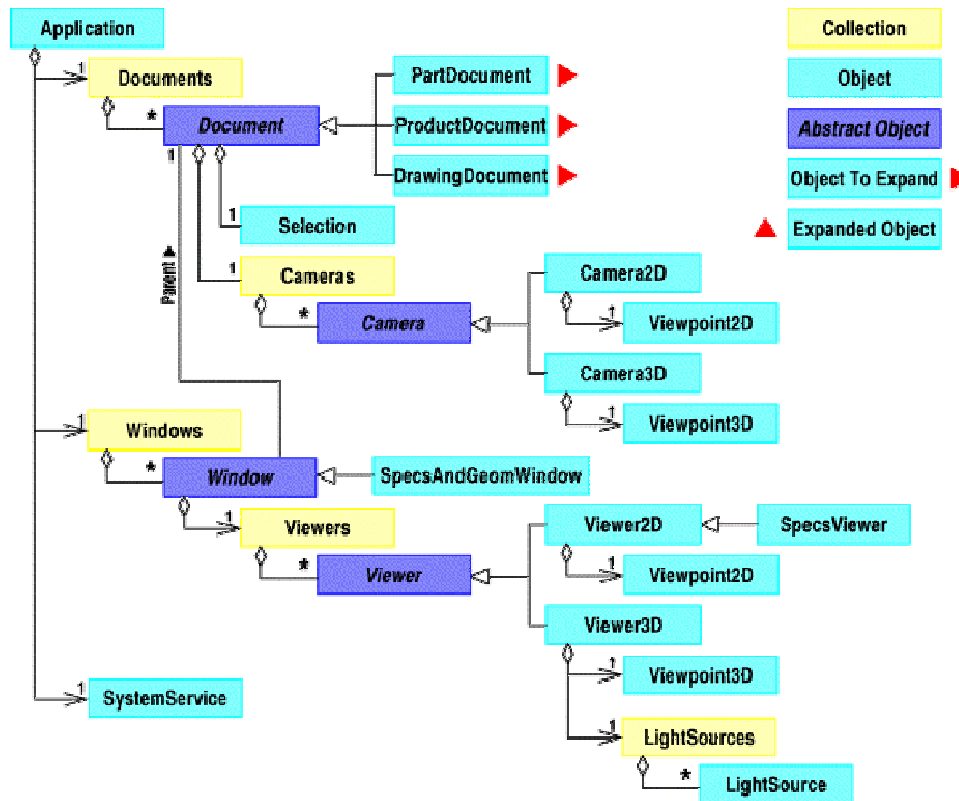 Application
Collection
1
Documents
PartDocument
Object
*
Document
ProductDocument
Abstract Object
1
DrawingDocument
Object To Expand
1
Selection
Expanded Object
Parent
1
Cameras
Camera2D
*
Camera
1
Viewpoint2D
Camera3D
1
Windows
1
Viewpoint3D
*
Window
SpecsAndGeomWindow
1
Viewers
Viewer2D
SpecsViewer
*
Viewer
1
Viewpoint2D
Viewer3D
1
Viewpoint3D
1
SystemService
1
LightSources
*
LightSource